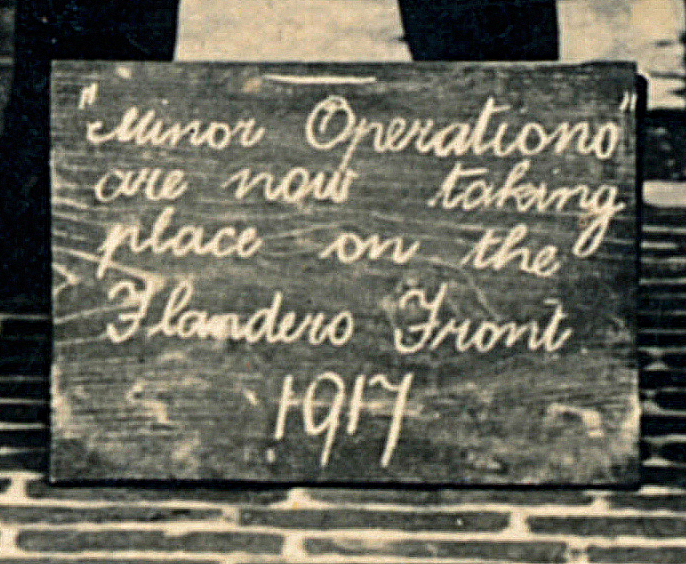 "Minor Operations"
are now taking
place on the
Flanders Front
1917